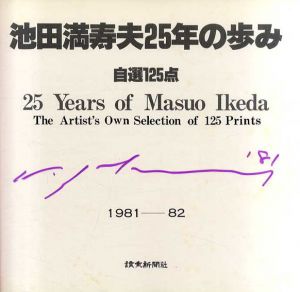 池田満寿夫25年の歩み
自選125点
25 Years of Masuo Ikeda
The Artist's Own Selection of 125 Prints
'81
1981—82
読売新聞社